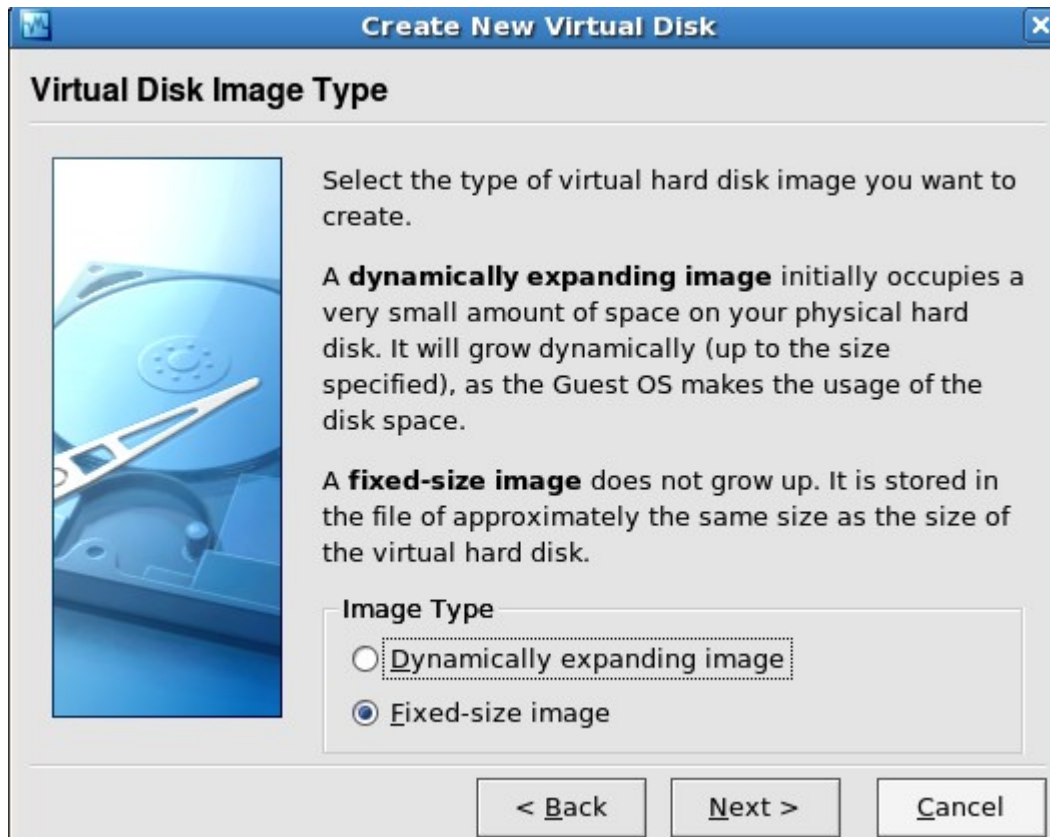 Create New Virtual Disk
Virtual Disk Image Type
Select the type of virtual hard disk image you want to
create.
A dynamically expanding image initially occupies a
very small amount of space on your physical hard
disk. It will grow dynamically (up to the size
specified), as the Guest OS makes the usage of the
disk space.
A fixed-size image does not grow up. It is stored in
the file of approximately the same size as the size of
the virtual hard disk.
Image Type
Dynamically expanding image
Fixed-size image
< Back
Next >
Cancel